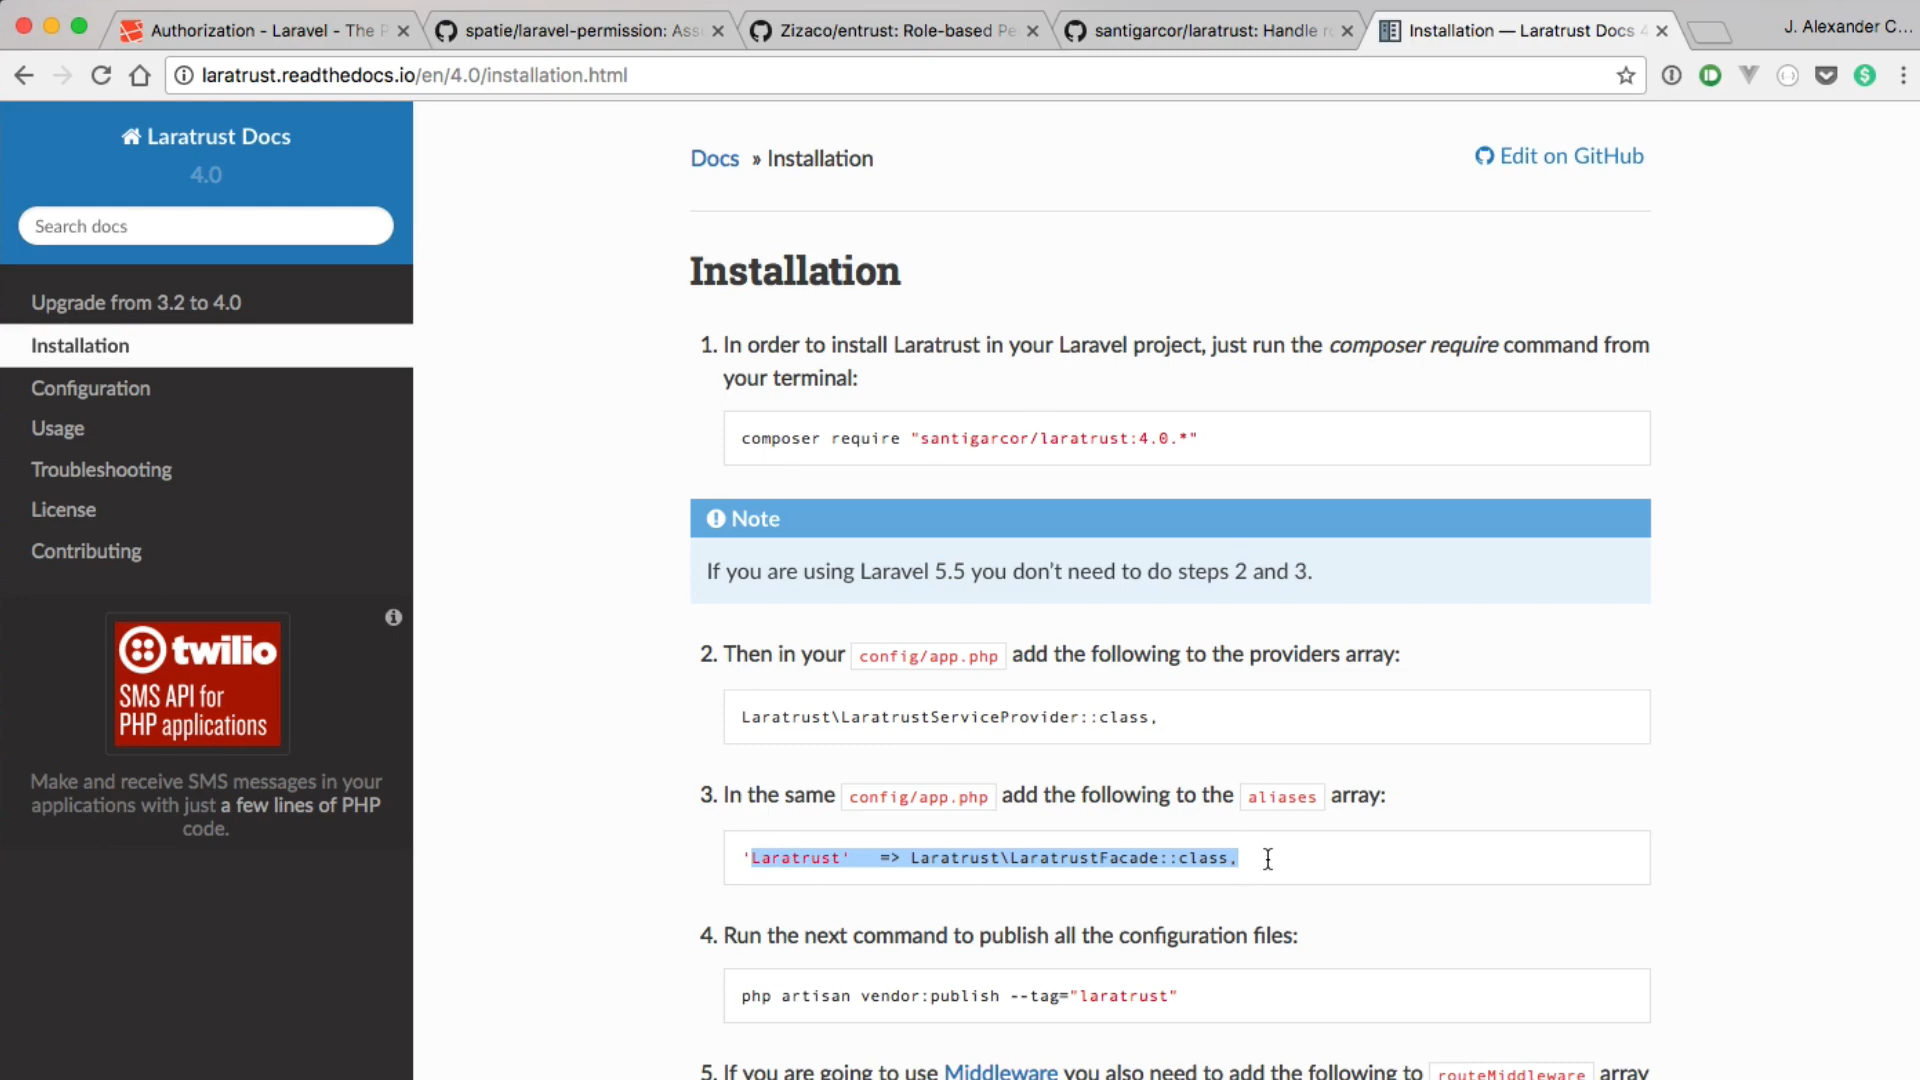 Authorization - Laravel - The P
spatie/laravel-permission: Ass
Zizaco/entrust: Role-based Pe
santigarcor/laratrust: Handle r
Installation — Laratrust Docs 4
J. Alexander C...
laratrust.readthedocs.io/en/4.0/installation.html
Laratrust Docs
4.0
Search docs
Upgrade from 3.2 to 4.0
Installation
Configuration
Usage
Troubleshooting
License
Contributing
twilio
SMS API for
PHP applications
Make and receive SMS messages in your
applications with just a few lines of PHP
code.
Docs » Installation
Edit on GitHub
Installation
1. In order to install Laratrust in your Laravel project, just run the composer require command from
your terminal:
composer require "santigarcor/laratrust:4.0.*"
Note
If you are using Laravel 5.5 you don’t need to do steps 2 and 3.
2. Then in your config/app.php add the following to the providers array:
Laratrust\LaratrustServiceProvider::class,
3. In the same config/app.php add the following to the aliases array:
'Laratrust' => Laratrust\LaratrustFacade::class,
4. Run the next command to publish all the configuration files:
php artisan vendor:publish --tag="laratrust"
5. If you are going to use Middleware you also need to add the following to routeMiddleware array